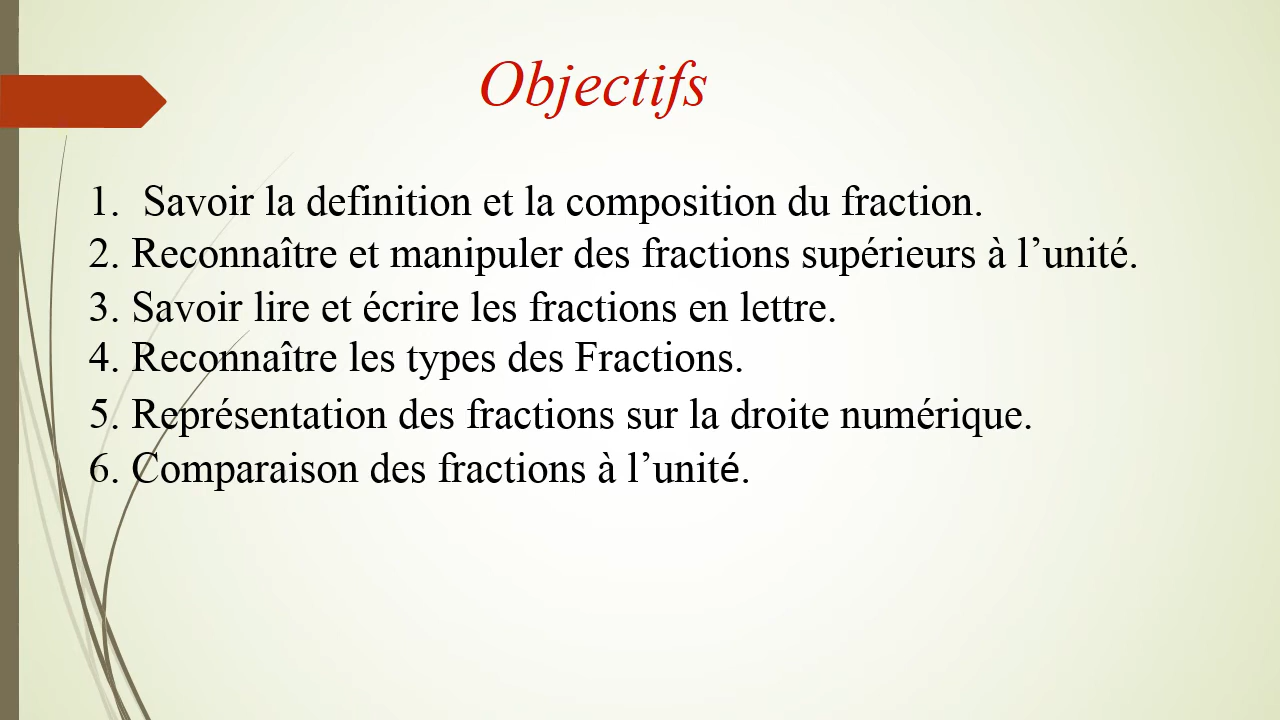 Objectifs
1. Savoir la definition et la composition du fraction.
2. Reconnaître et manipuler des fractions supérieurs à l’unité.
3. Savoir lire et écrire les fractions en lettre.
4. Reconnaître les types des Fractions.
5. Représentation des fractions sur la droite numérique.
6. Comparaison des fractions à l’unité.